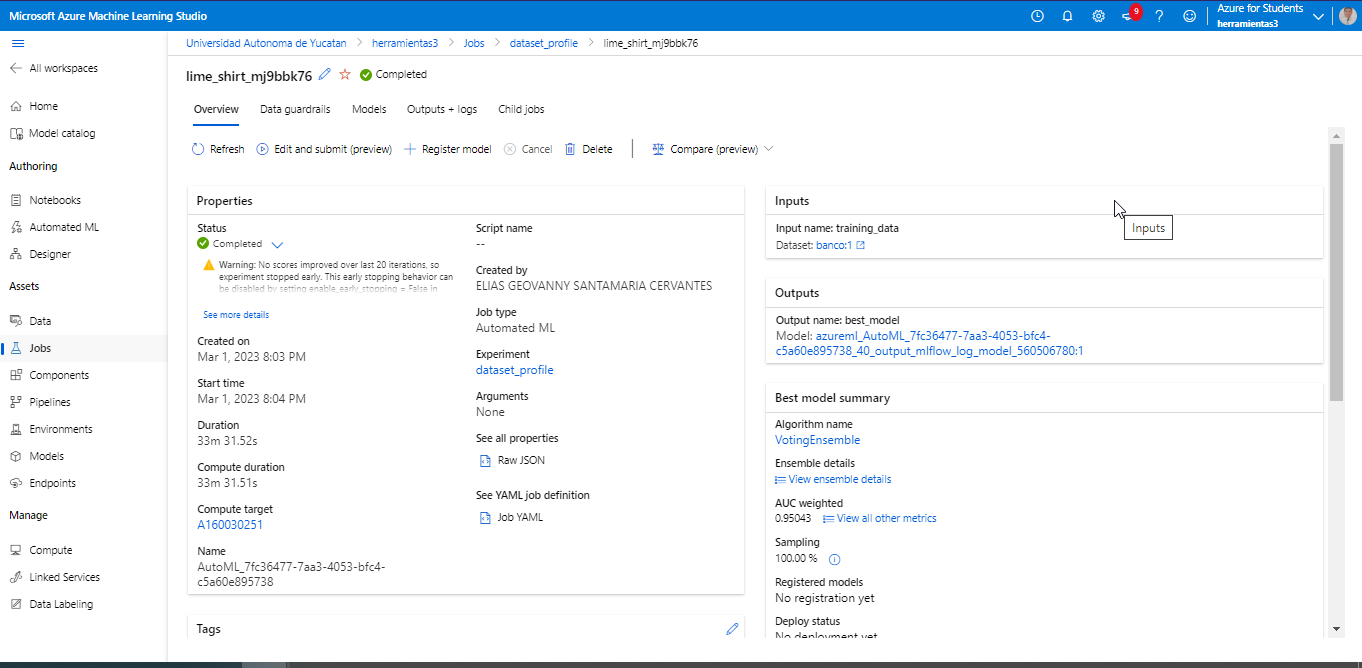 Microsoft Azure Machine Learning Studio
9
?
Azure for Students
herramientas3
Universidad Autonoma de Yucatan > herramientas3 > Jobs > dataset_profile > lime_shirt_mj9bbk76
All workspaces
Home
Model catalog
Authoring
Notebooks
Automated ML
Designer
Assets
Data
Jobs
Components
Pipelines
Environments
Models
Endpoints
Manage
Compute
Linked Services
Data Labeling
lime_shirt_mj9bbk76
Completed
Overview Data guardrails Models Outputs + logs Child jobs
Refresh Edit and submit (preview) Register model Cancel Delete Compare (preview)
Properties
Status
Completed
Warning: No scores improved over last 20 iterations, so
experiment stopped early. This early stopping behavior can
be disabled by setting enable_early_stopping = False in
See more details
Created on
Mar 1, 2023 8:03 PM
Start time
Mar 1, 2023 8:04 PM
Duration
33m 31.52s
Compute duration
33m 31.51s
Compute target
A160030251
Name
AutoML_7fc36477-7aa3-4053-bfc4-
c5a60e895738
Script name
--
Created by
ELIAS GEOVANNY SANTAMARIA CERVANTES
Job type
Automated ML
Experiment
dataset_profile
Arguments
None
See all properties
Raw JSON
See YAML job definition
Job YAML
Tags
Inputs
Input name: training_data
Dataset: banco:1
Inputs
Outputs
Output name: best_model
Model: azureml_AutoML_7fc36477-7aa3-4053-bfc4-
c5a60e895738_40_output_mlflow_log_model_560506780:1
Best model summary
Algorithm name
VotingEnsemble
Ensemble details
View ensemble details
AUC weighted
0.95043 View all other metrics
Sampling
100.00 %
Registered models
No registration yet
Deploy status
No deployment yet